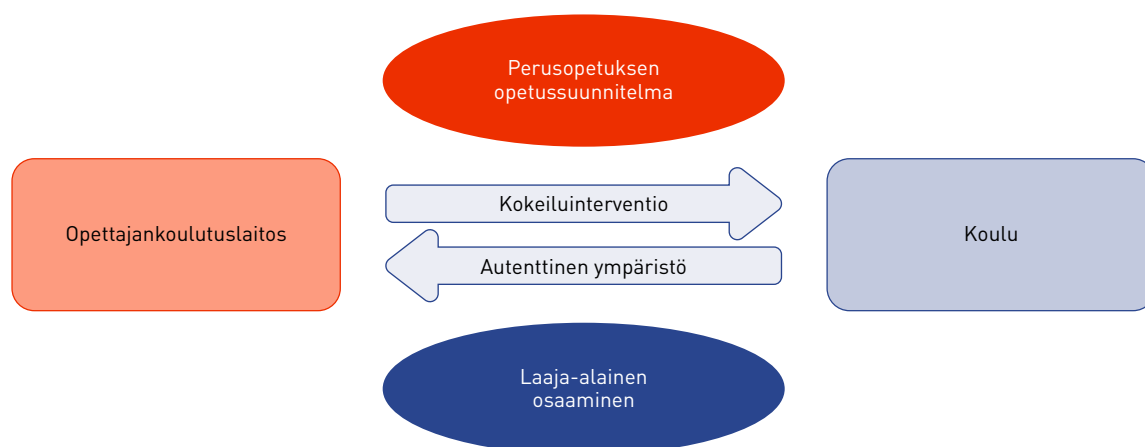 Perusopetuksen
opetussuunnitelma
Opettajankoulutuslaitos
Kokeiluinterventio
Koulu
Autenttinen ympäristö
Laaja-alainen
osaaminen